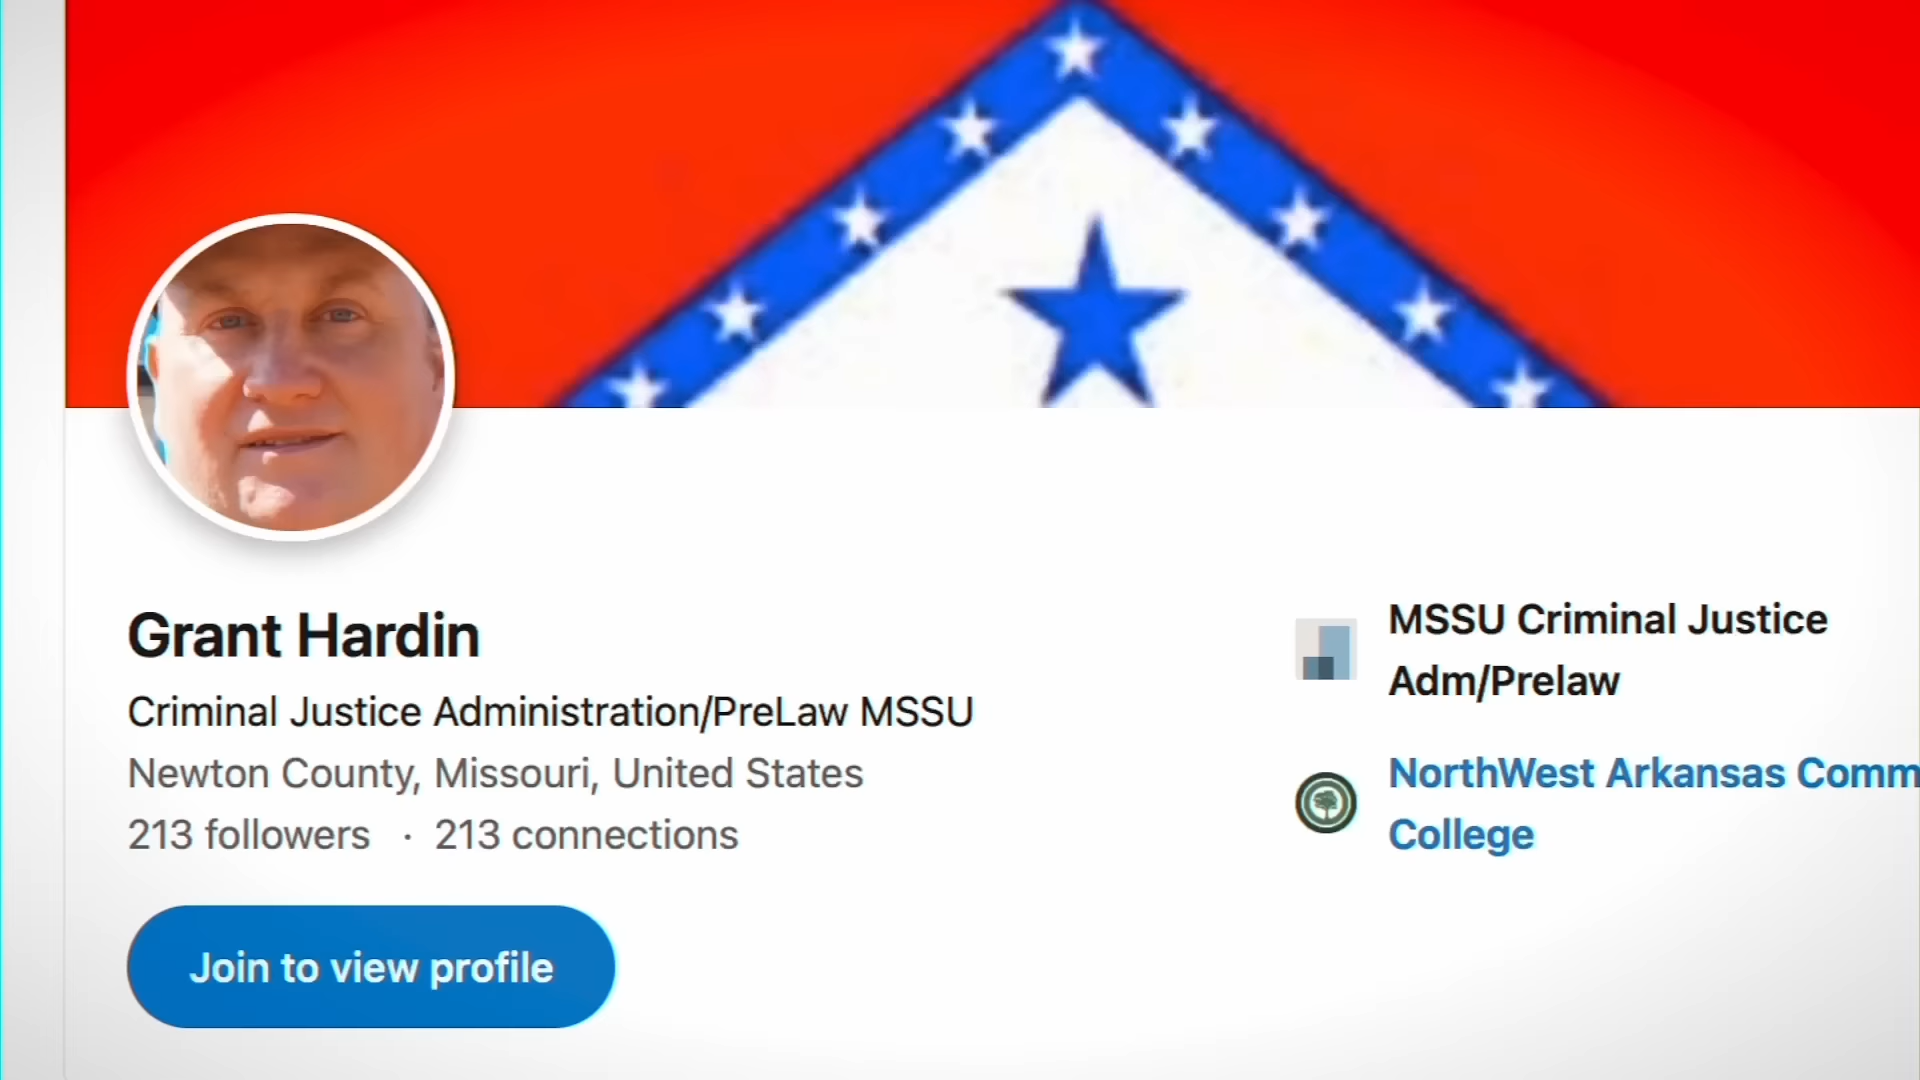 Grant Hardin
Criminal Justice Administration/PreLaw MSSU
Newton County, Missouri, United States
213 followers · 213 connections
Join to view profile
MSSU Criminal Justice
Adm/Prelaw
NorthWest Arkansas Comm
College